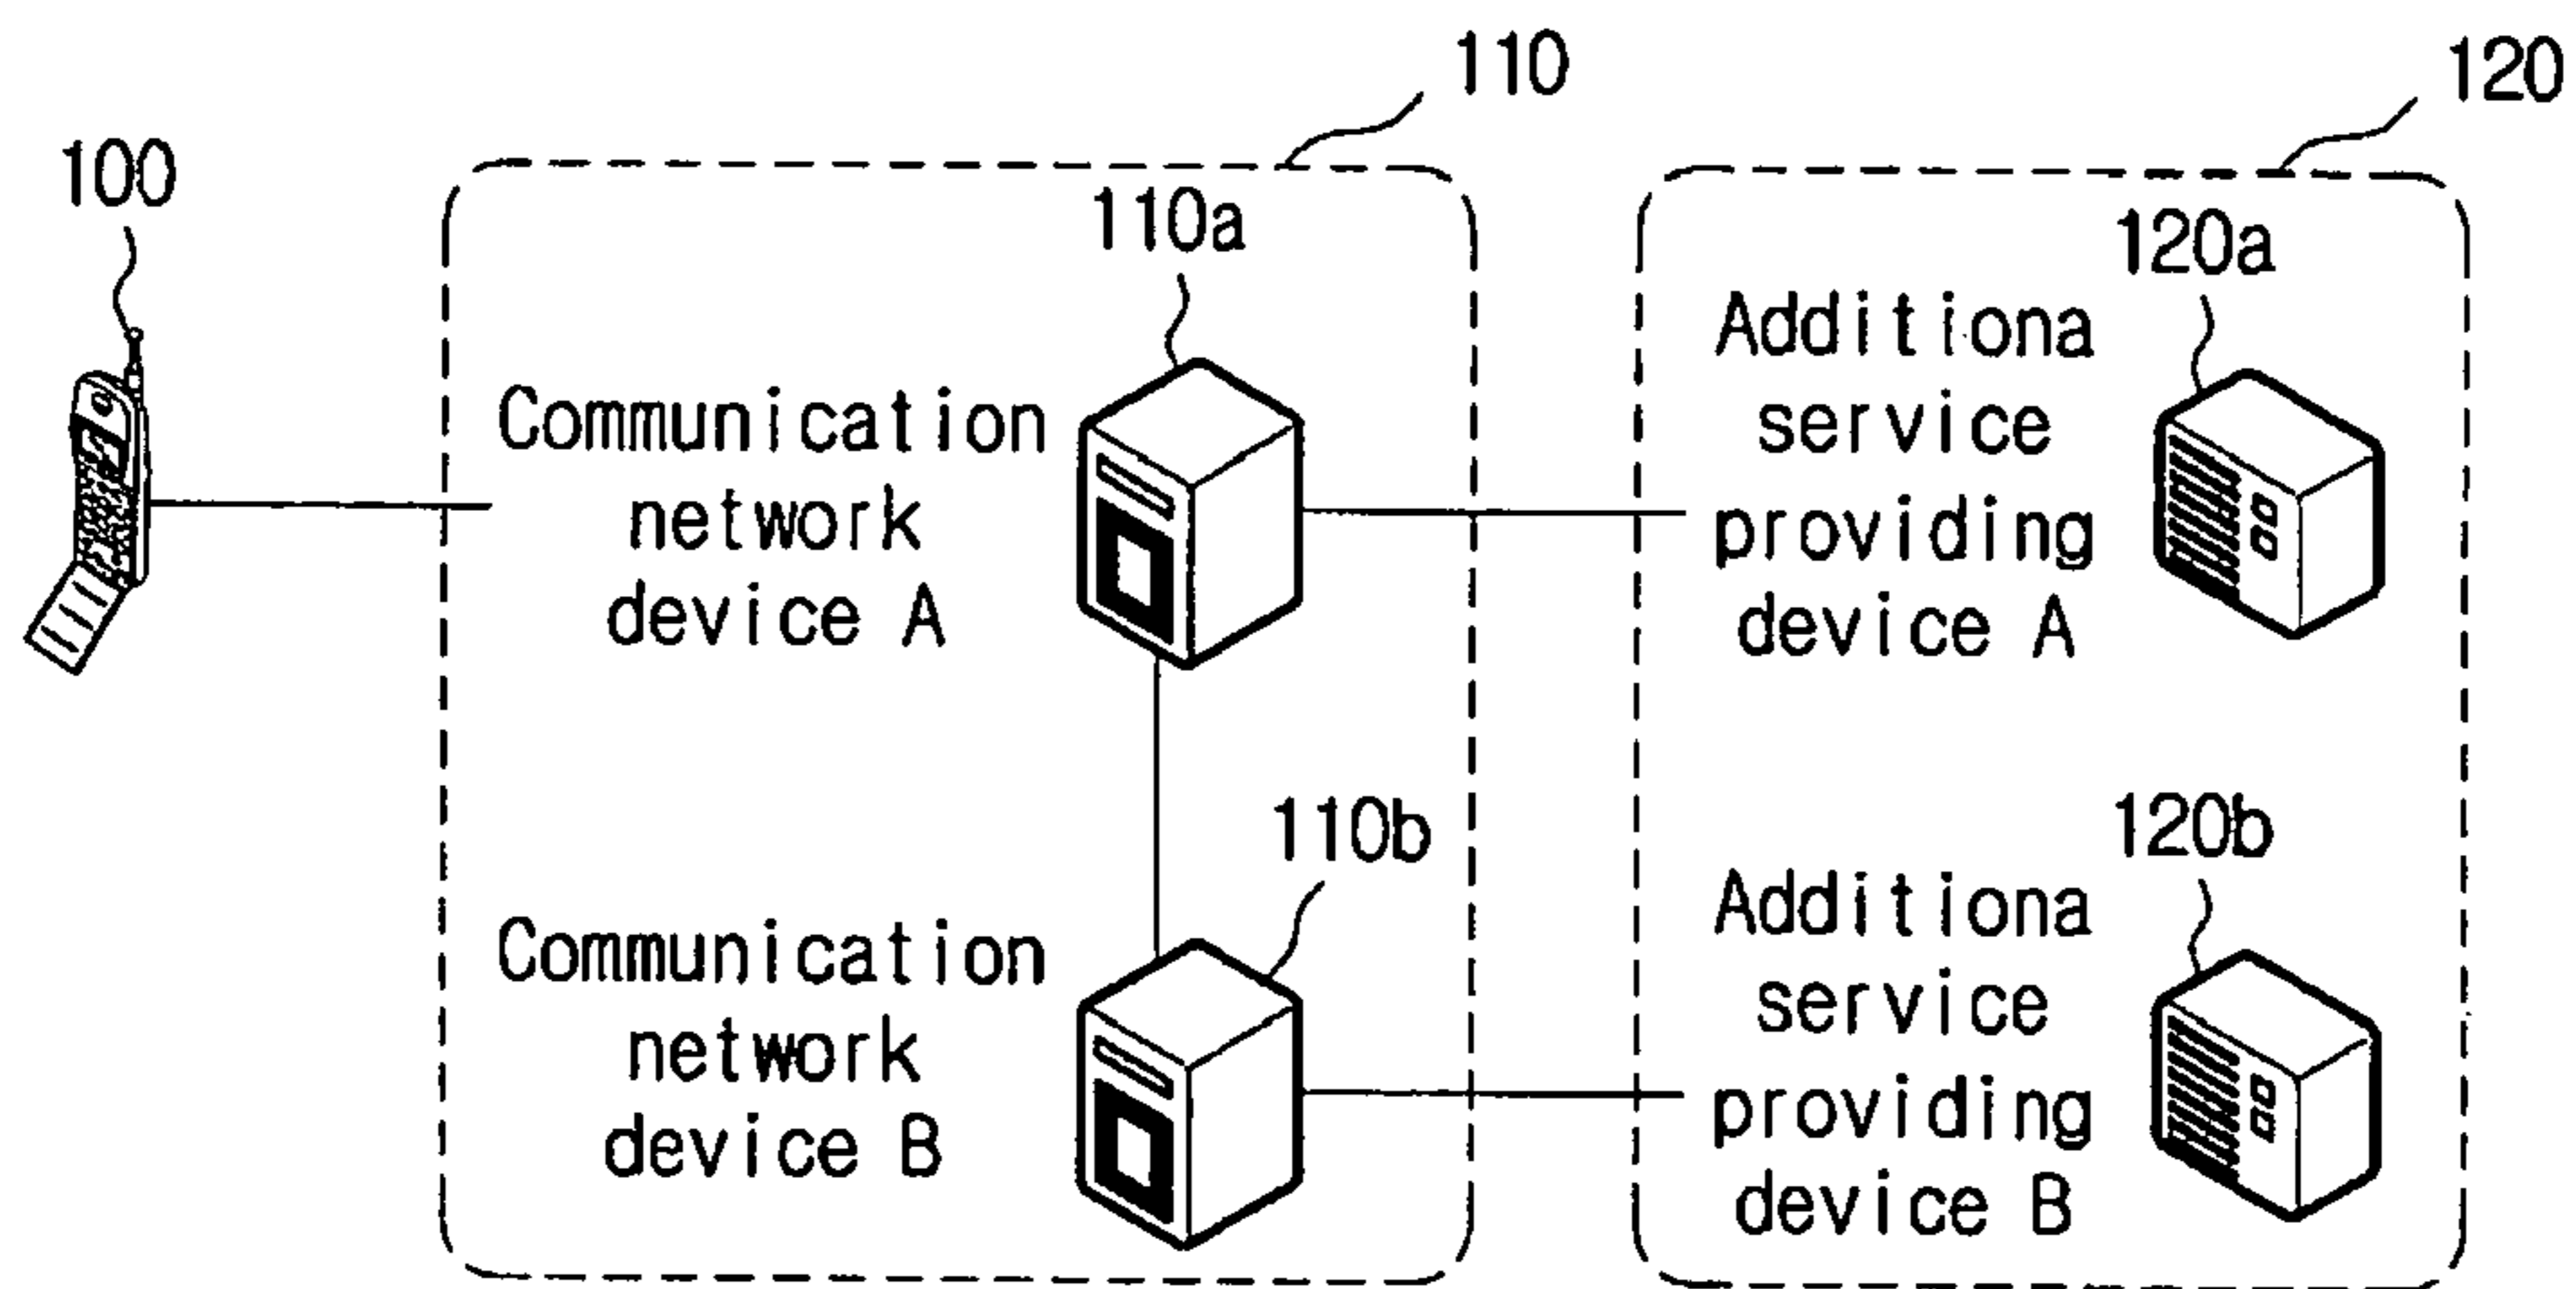 110
120
100
110a
120a
Communication
network
device A
Additiona
service
providing
device A
110b
120b
Communication
network
device B
Additiona
service
providing
device B